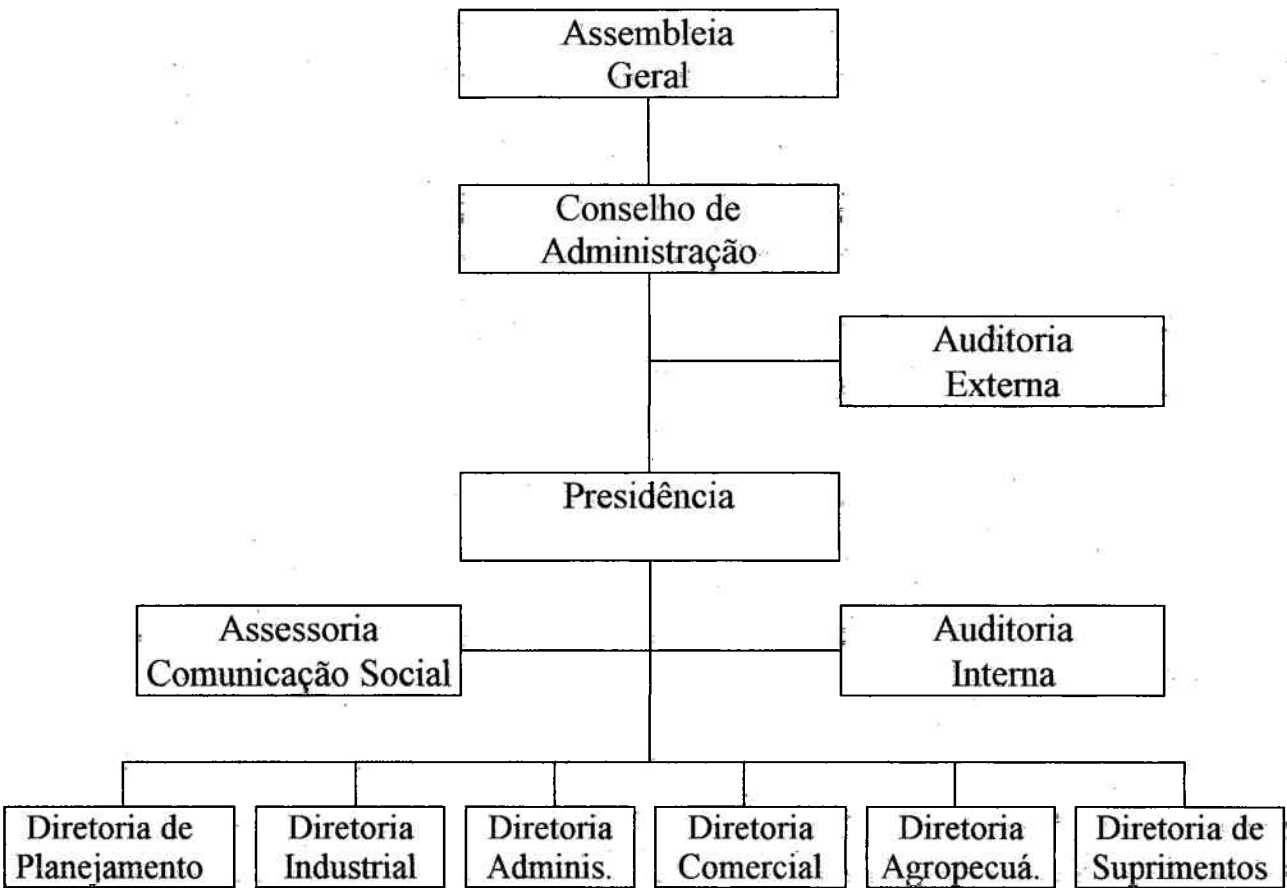 Assembleia
Geral
Conselho de
Administração
Auditoria
Externa
Presidência
Assessoria
Comunicação Social
Auditoria
Interna
Diretoria de
Planejamento
Diretoria
Industrial
Diretoria
Adminis.
Diretoria
Comercial
Diretoria
Agropecuá.
Diretoria de
Suprimentos